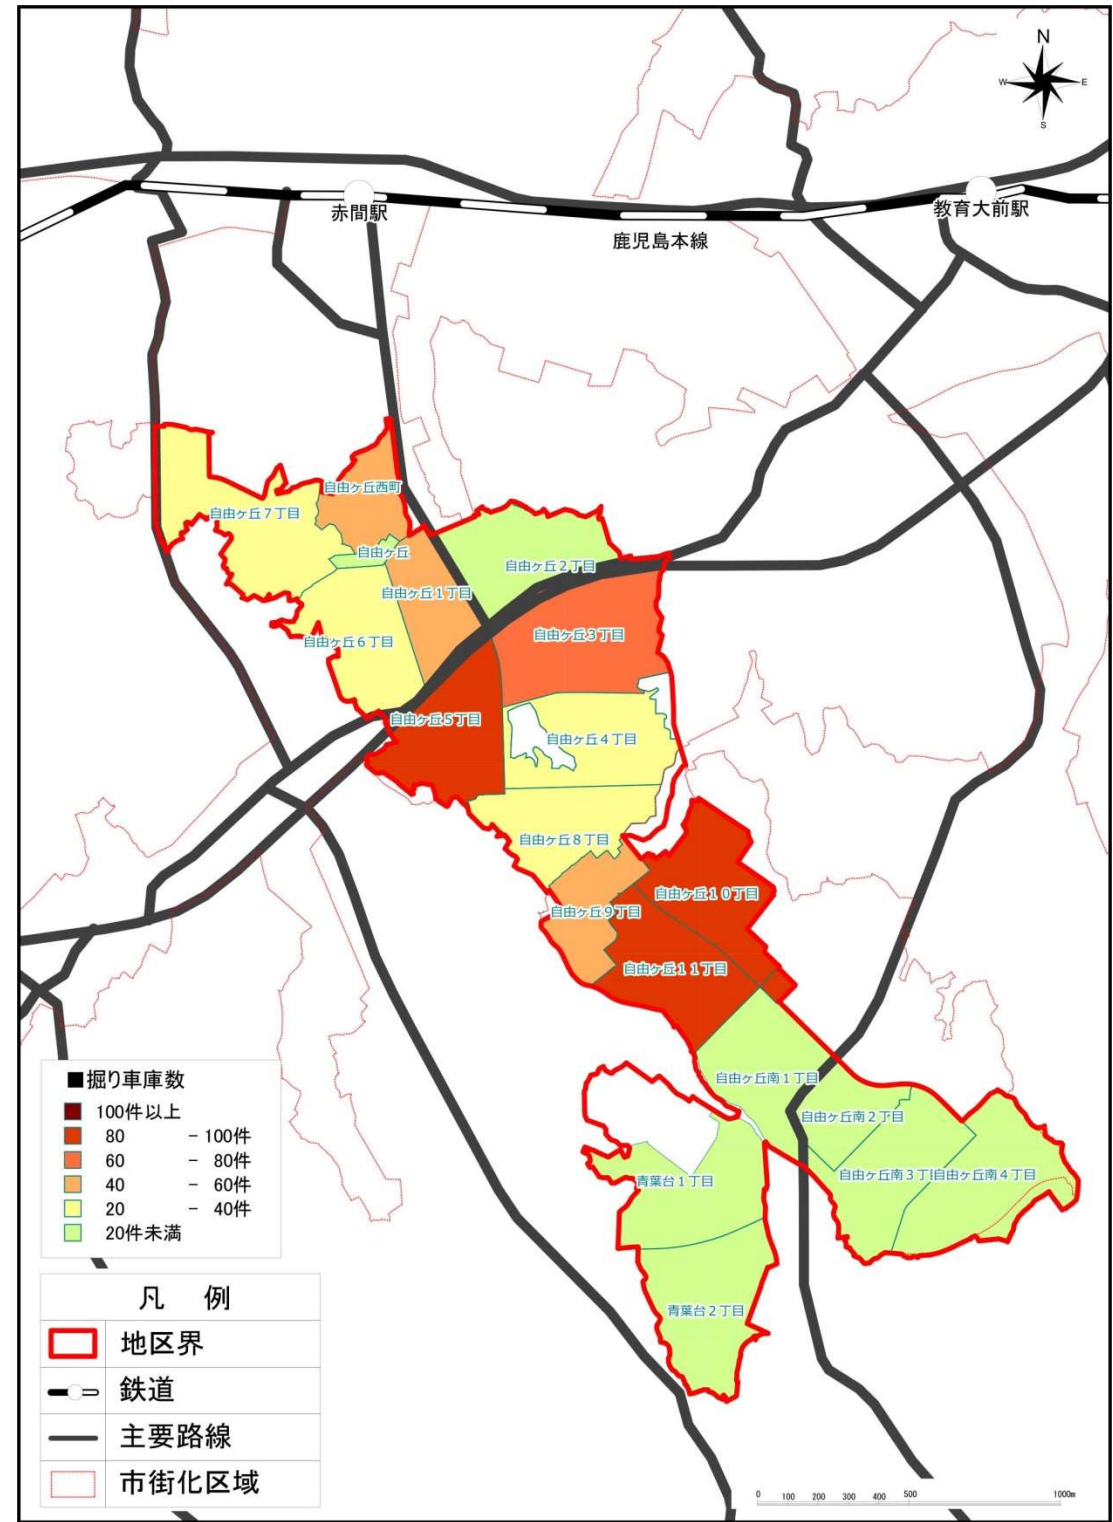 N
W
E
S
赤間駅
教育大前駅
鹿児島本線
自由ヶ丘西町
自由ヶ丘7丁目
自由ヶ丘
自由ヶ丘2丁目
自由ヶ丘1丁目
自由ヶ丘3丁目
自由ヶ丘6丁目
自由ヶ丘5丁目
自由ヶ丘4丁目
自由ヶ丘8丁目
自由ヶ丘10丁目
自由ヶ丘9丁目
自由ヶ丘11丁目
自由ヶ丘南1丁目
自由ヶ丘南2丁目
自由ヶ丘南3丁目
自由ヶ丘南4丁目
青葉台1丁目
青葉台2丁目
■掘り車庫数
100件以上
80 - 100件
60 - 80件
40 - 60件
20 - 40件
20件未満
凡 例
地区界
鉄道
主要路線
市街化区域
0 100 200 300 400 500 1000m